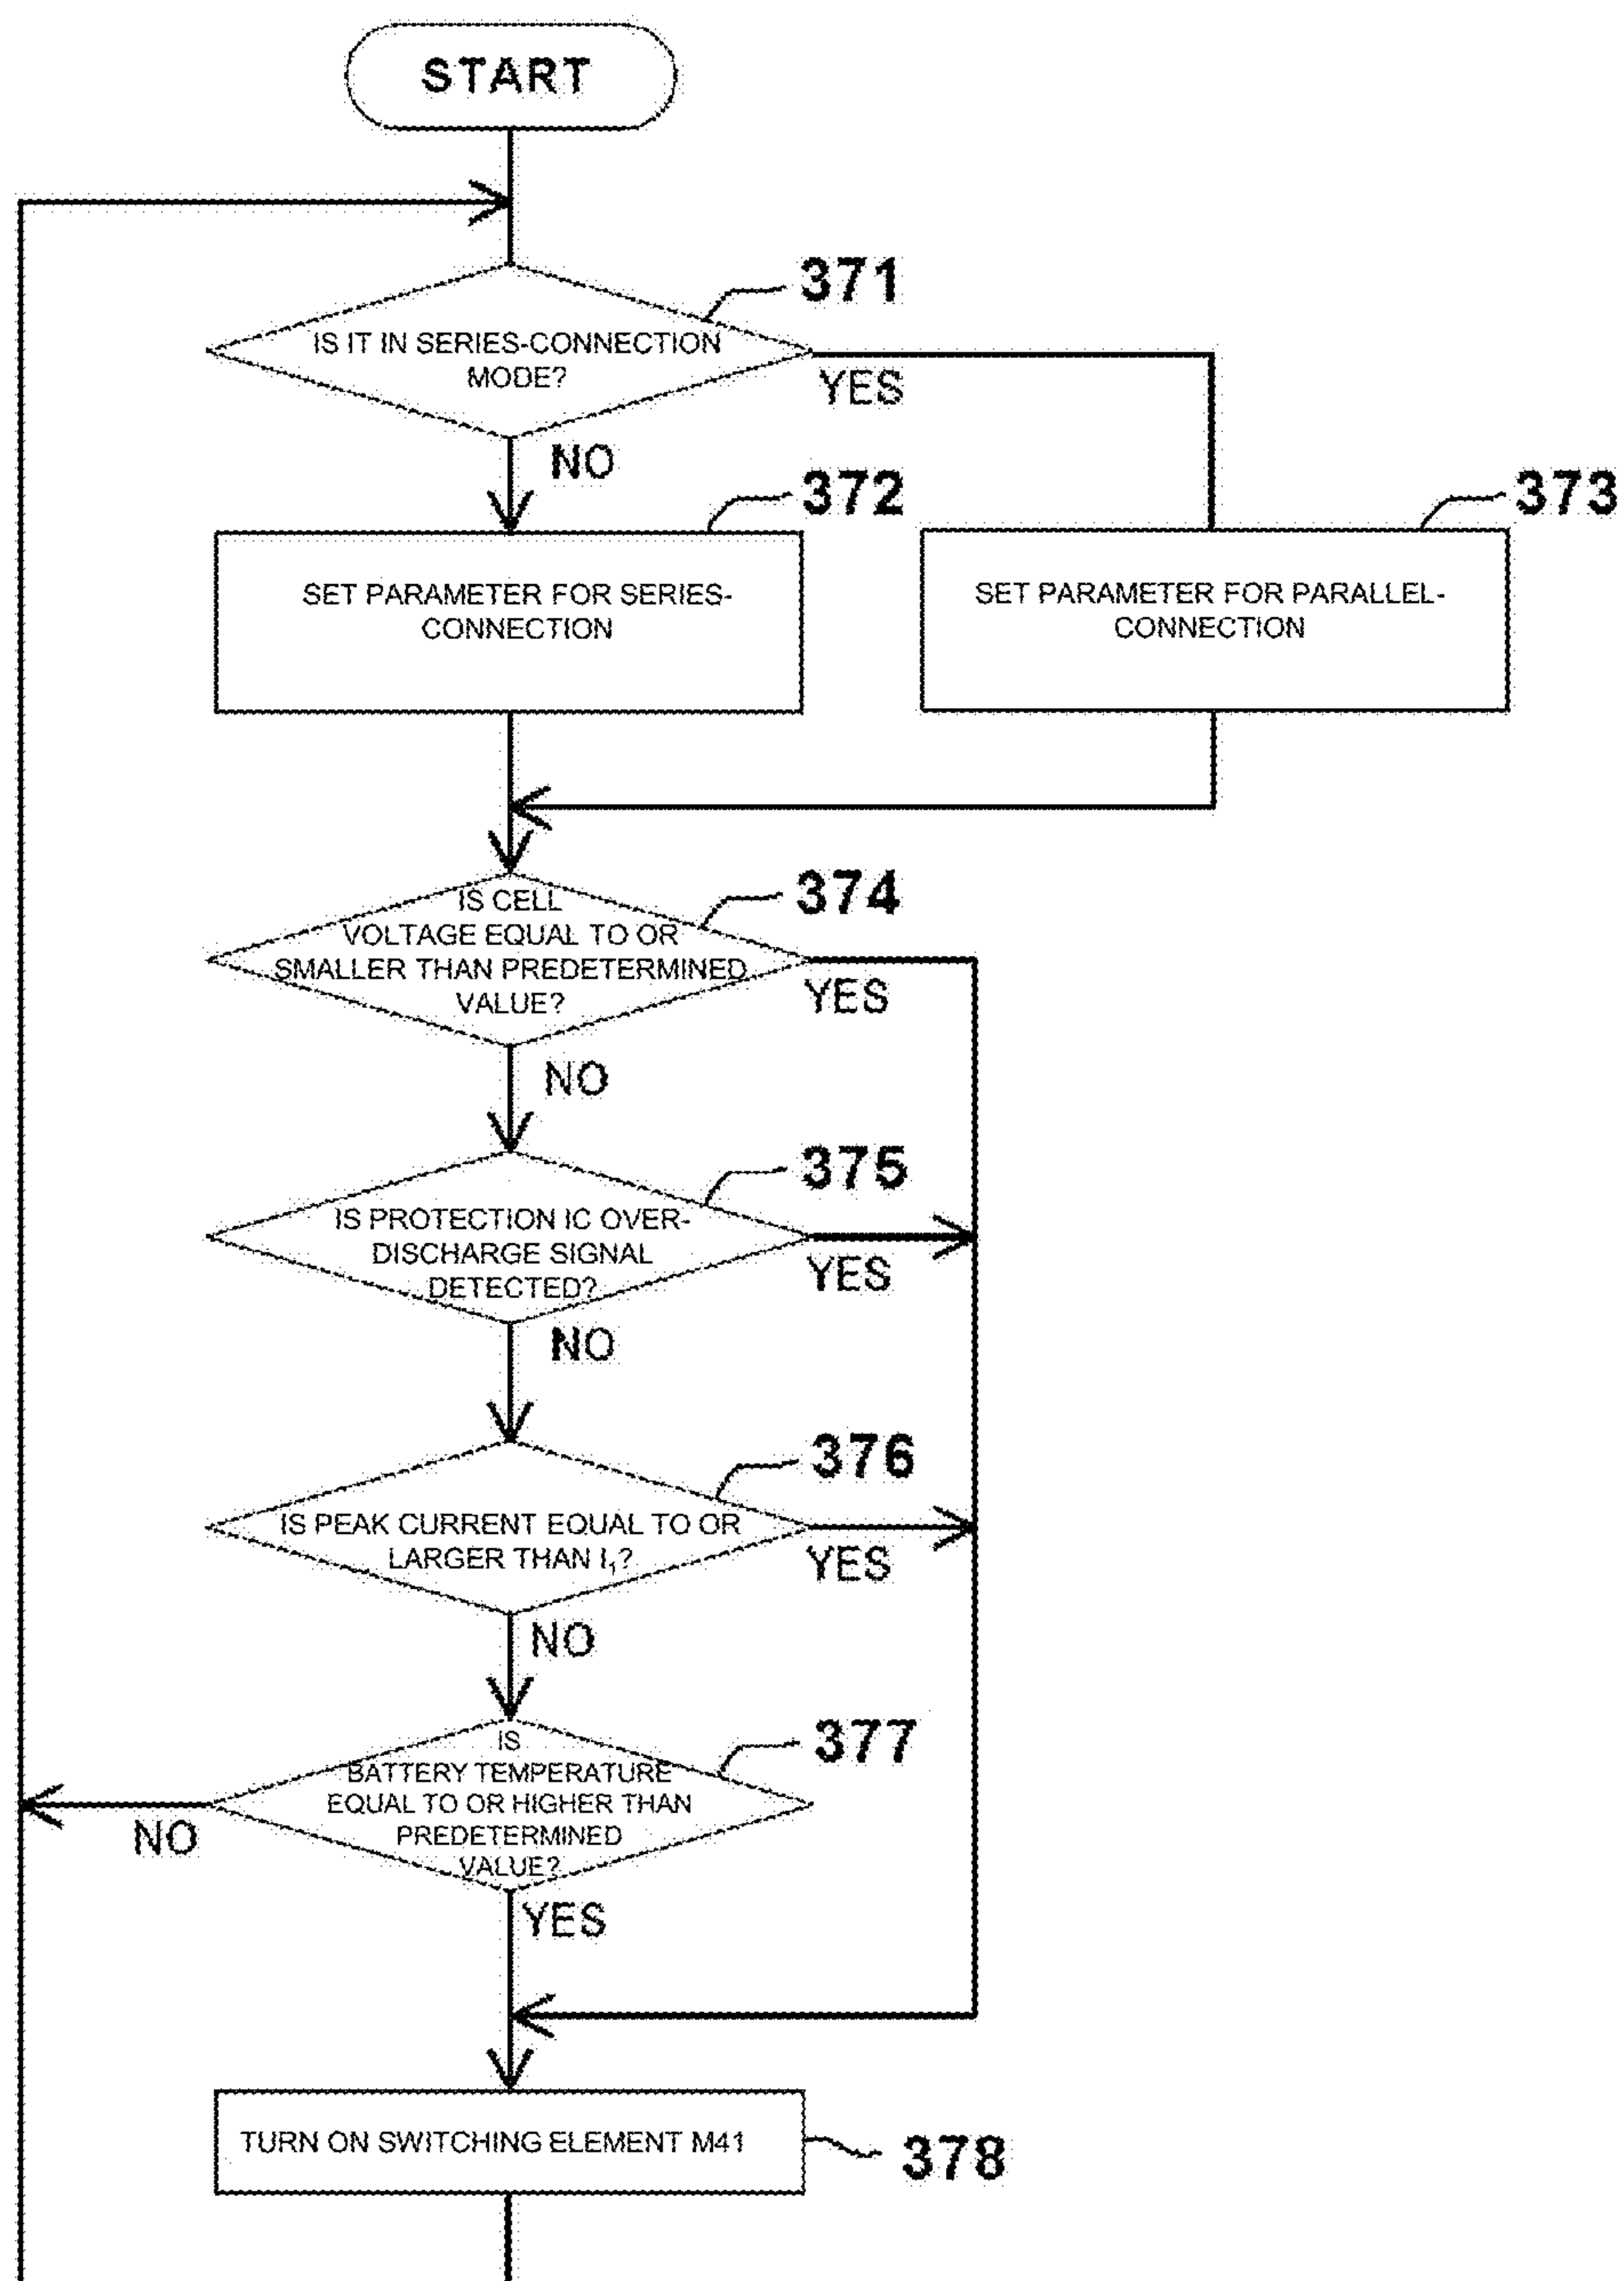 START
371
IS IT IN SERIES-CONNECTION
MODE?
YES
NO
372
373
SET PARAMETER FOR SERIES-
CONNECTION
SET PARAMETER FOR PARALLEL-
CONNECTION
374
IS CELL
VOLTAGE EQUAL TO OR
SMALLER THAN PREDETERMINED
VALUE?
YES
NO
375
IS PROTECTION IC OVER-
DISCHARGE SIGNAL
DETECTED?
YES
NO
376
IS PEAK CURRENT EQUAL TO OR
LARGER THAN I₁?
YES
NO
377
IS
BATTERY TEMPERATURE
EQUAL TO OR HIGHER THAN
PREDETERMINED
VALUE?
NO
YES
TURN ON SWITCHING ELEMENT M41
378